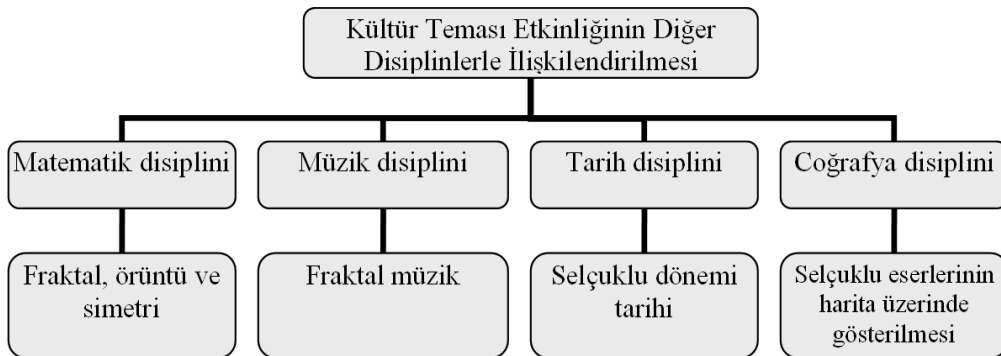 Kültür Teması Etkinliğinin Diğer
Disiplinlerle İlişkilendirilmesi
Matematik disiplini
Müzik disiplini
Tarih disiplini
Coğrafya disiplini
Fraktal, örüntü ve
simetri
Fraktal müzik
Selçuklu dönemi
tarihi
Selçuklu eserlerinin
harita üzerinde
gösterilmesi